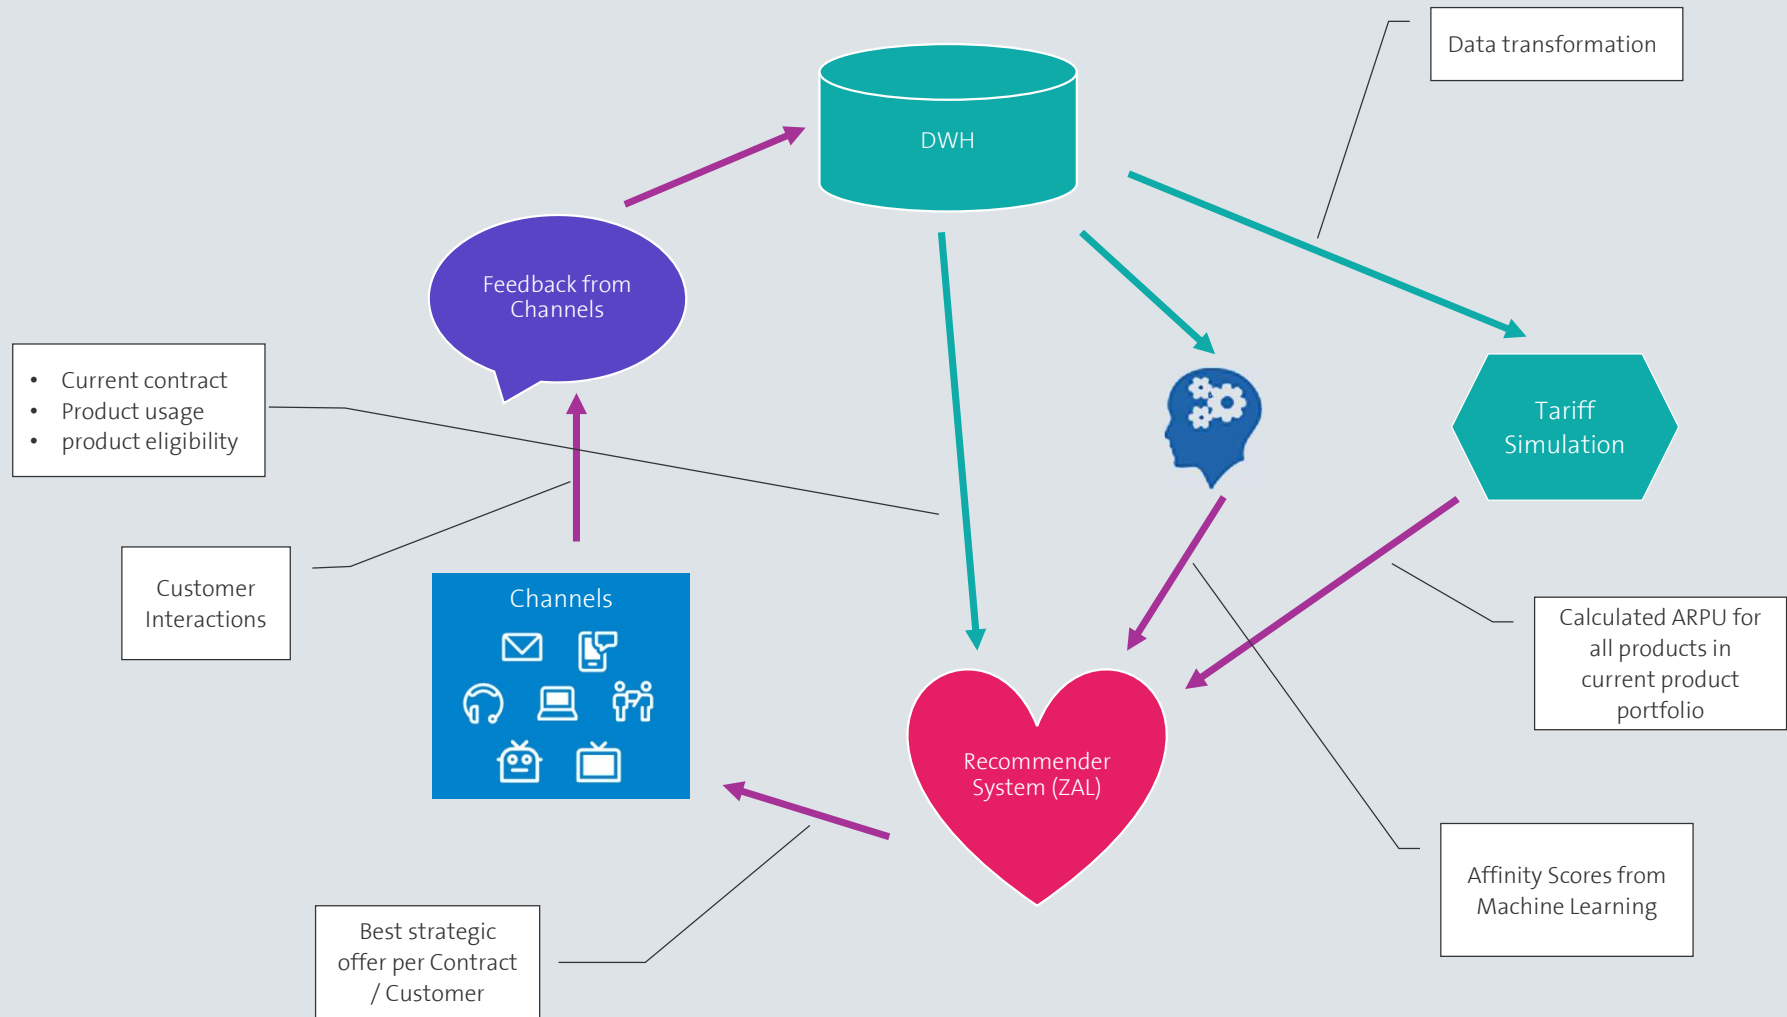 Data transformation
DWH
Feedback from
Channels
• Current contract
• Product usage
• product eligibility
Tariff
Simulation
Customer
Interactions
Channels
Calculated ARPU for
all products in
current product
portfolio
Recommender
System (ZAL)
Affinity Scores from
Machine Learning
Best strategic
offer per Contract
/ Customer